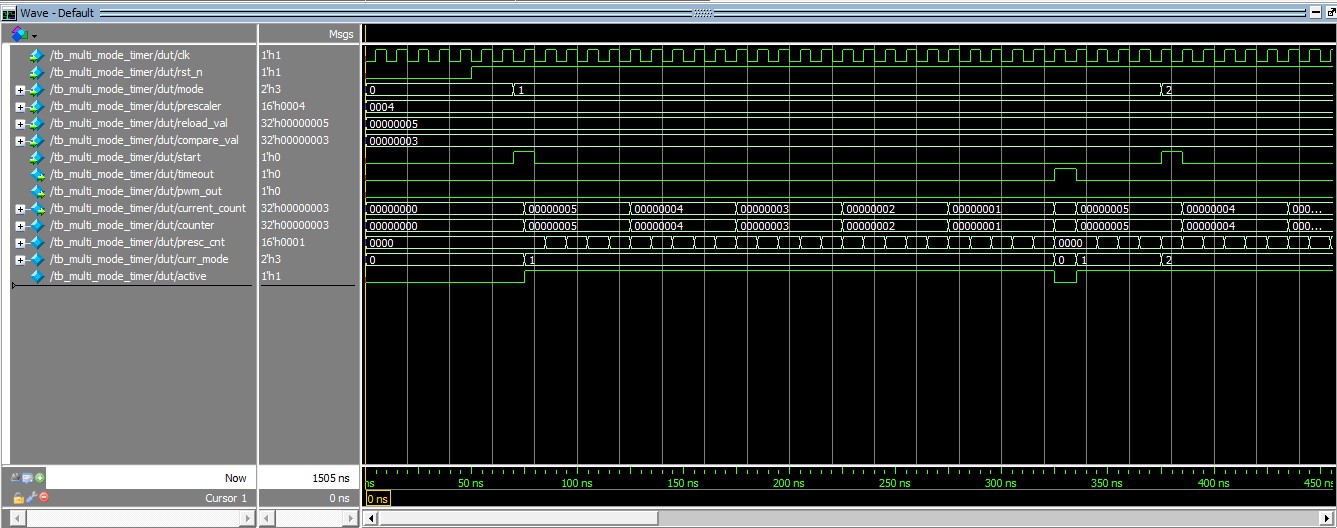 Wave - Default
Msgs
/tb_multi_mode_timer/dut/clk 1'h1
/tb_multi_mode_timer/dut/rst_n 1'h1
/tb_multi_mode_timer/dut/mode 2'h3 0 1 2
/tb_multi_mode_timer/dut/prescaler 16'h0004 0004
/tb_multi_mode_timer/dut/reload_val 32'h00000005 00000005
/tb_multi_mode_timer/dut/compare_val 32'h00000003 00000003
/tb_multi_mode_timer/dut/start 1'h0
/tb_multi_mode_timer/dut/timeout 1'h0
/tb_multi_mode_timer/dut/pwm_out 1'h0
/tb_multi_mode_timer/dut/current_count 32'h00000003 00000000 00000005 00000004 00000003 00000002 00000001 00000005 00000004 000...
/tb_multi_mode_timer/dut/counter 32'h00000003 00000000 00000005 00000004 00000003 00000002 00000001 00000005 00000004 000...
/tb_multi_mode_timer/dut/presc_cnt 16'h0001 0000 0000
/tb_multi_mode_timer/dut/curr_mode 2'h3 0 1 0 1 2
/tb_multi_mode_timer/dut/active 1'h1
Now 1505 ns ns 50 ns 100 ns 150 ns 200 ns 250 ns 300 ns 350 ns 400 ns 450 ns
Cursor 1 0 ns 0 ns